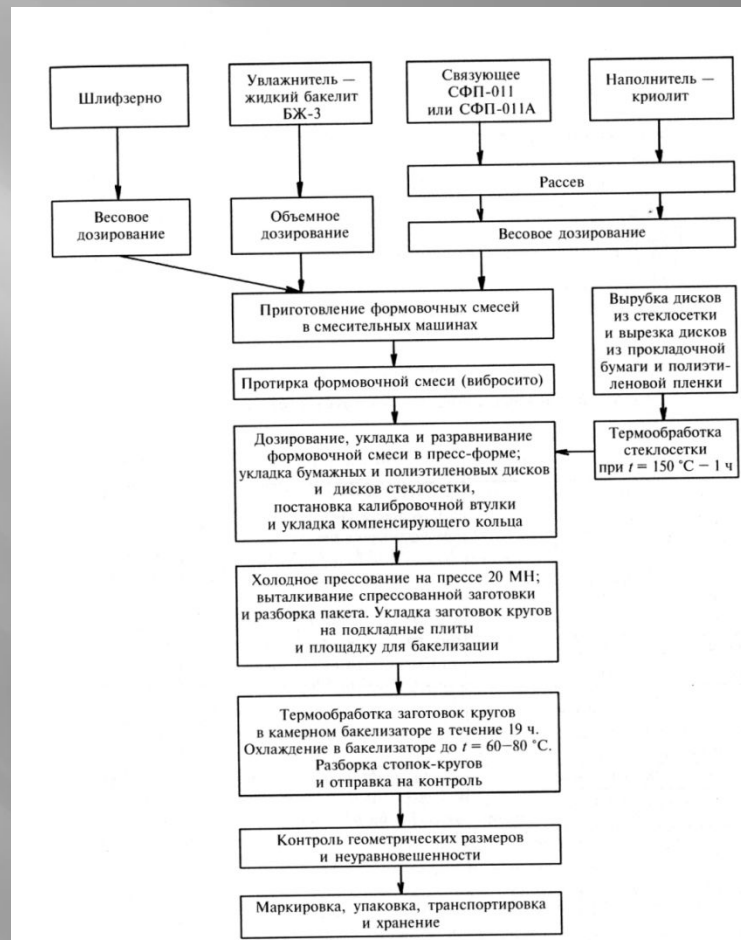 Шлифзерно
Увлажнитель —
жидкий бакелит
БЖ-3
Связующее
СФП-011
или СФП-011А
Наполнитель —
криолит
Рассев
Весовое
дозирование
Объемное
дозирование
Весовое дозирование
Приготовление формовочных смесей
в смесительных машинах
Вырубка дисков
из стеклосетки
и вырезка дисков
из прокладочной
бумаги и полиэти-
леновой пленки
Протирка формовочной смеси (вибросито)
Дозирование, укладка и разравнивание
формовочной смеси в пресс-форме;
укладка бумажных и полиэтиленовых дисков
и дисков стеклосетки,
постановка калибровочной втулки
и укладка компенсирующего кольца
Термообработка
стеклосетки
при t = 150 °C − 1 ч
Холодное прессование на прессе 20 МН;
выталкивание спрессованной заготовки
и разборка пакета. Укладка заготовок кругов
на подкладные плиты
и площадку для бакелизации
Термообработка заготовок кругов
в камерном бакелизаторе в течение 19 ч.
Охлаждение в бакелизаторе до t = 60−80 °C.
Разборка стопок-кругов
и отправка на контроль
Контроль геометрических размеров
и неуравновешенности
Маркировка, упаковка, транспортировка
и хранение